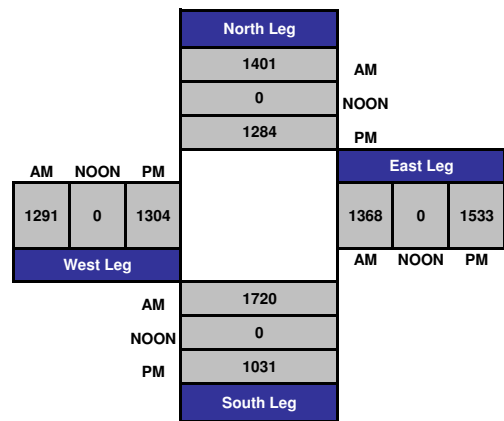 North Leg
1401 AM
0 NOON
1284 PM
AM NOON PM
East Leg
1291 0 1304
1368 0 1533
West Leg
AM NOON PM
AM 1720
NOON 0
PM 1031
South Leg